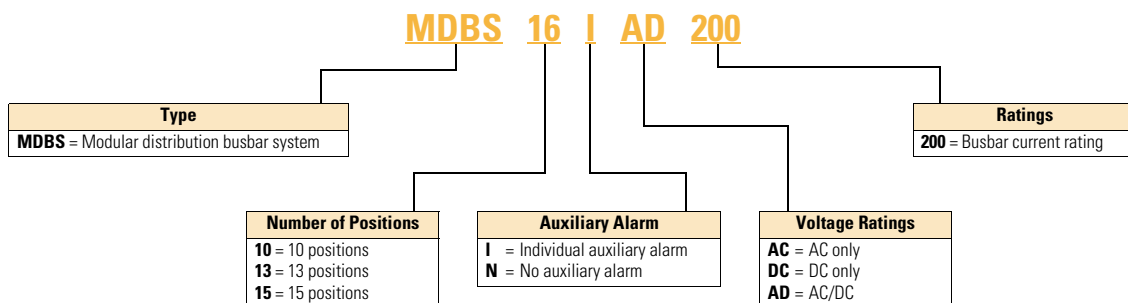 MDBS 16 I AD 200
Type
MDBS = Modular distribution busbar system
Ratings
200 = Busbar current rating
Number of Positions
10 = 10 positions
13 = 13 positions
15 = 15 positions
Auxiliary Alarm
I = Individual auxiliary alarm
N = No auxiliary alarm
Voltage Ratings
AC = AC only
DC = DC only
AD = AC/DC